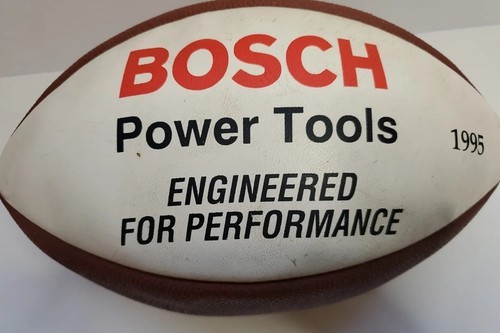 BOSCH
Power Tools
1995
ENGINEERED
FOR PERFORMANCE